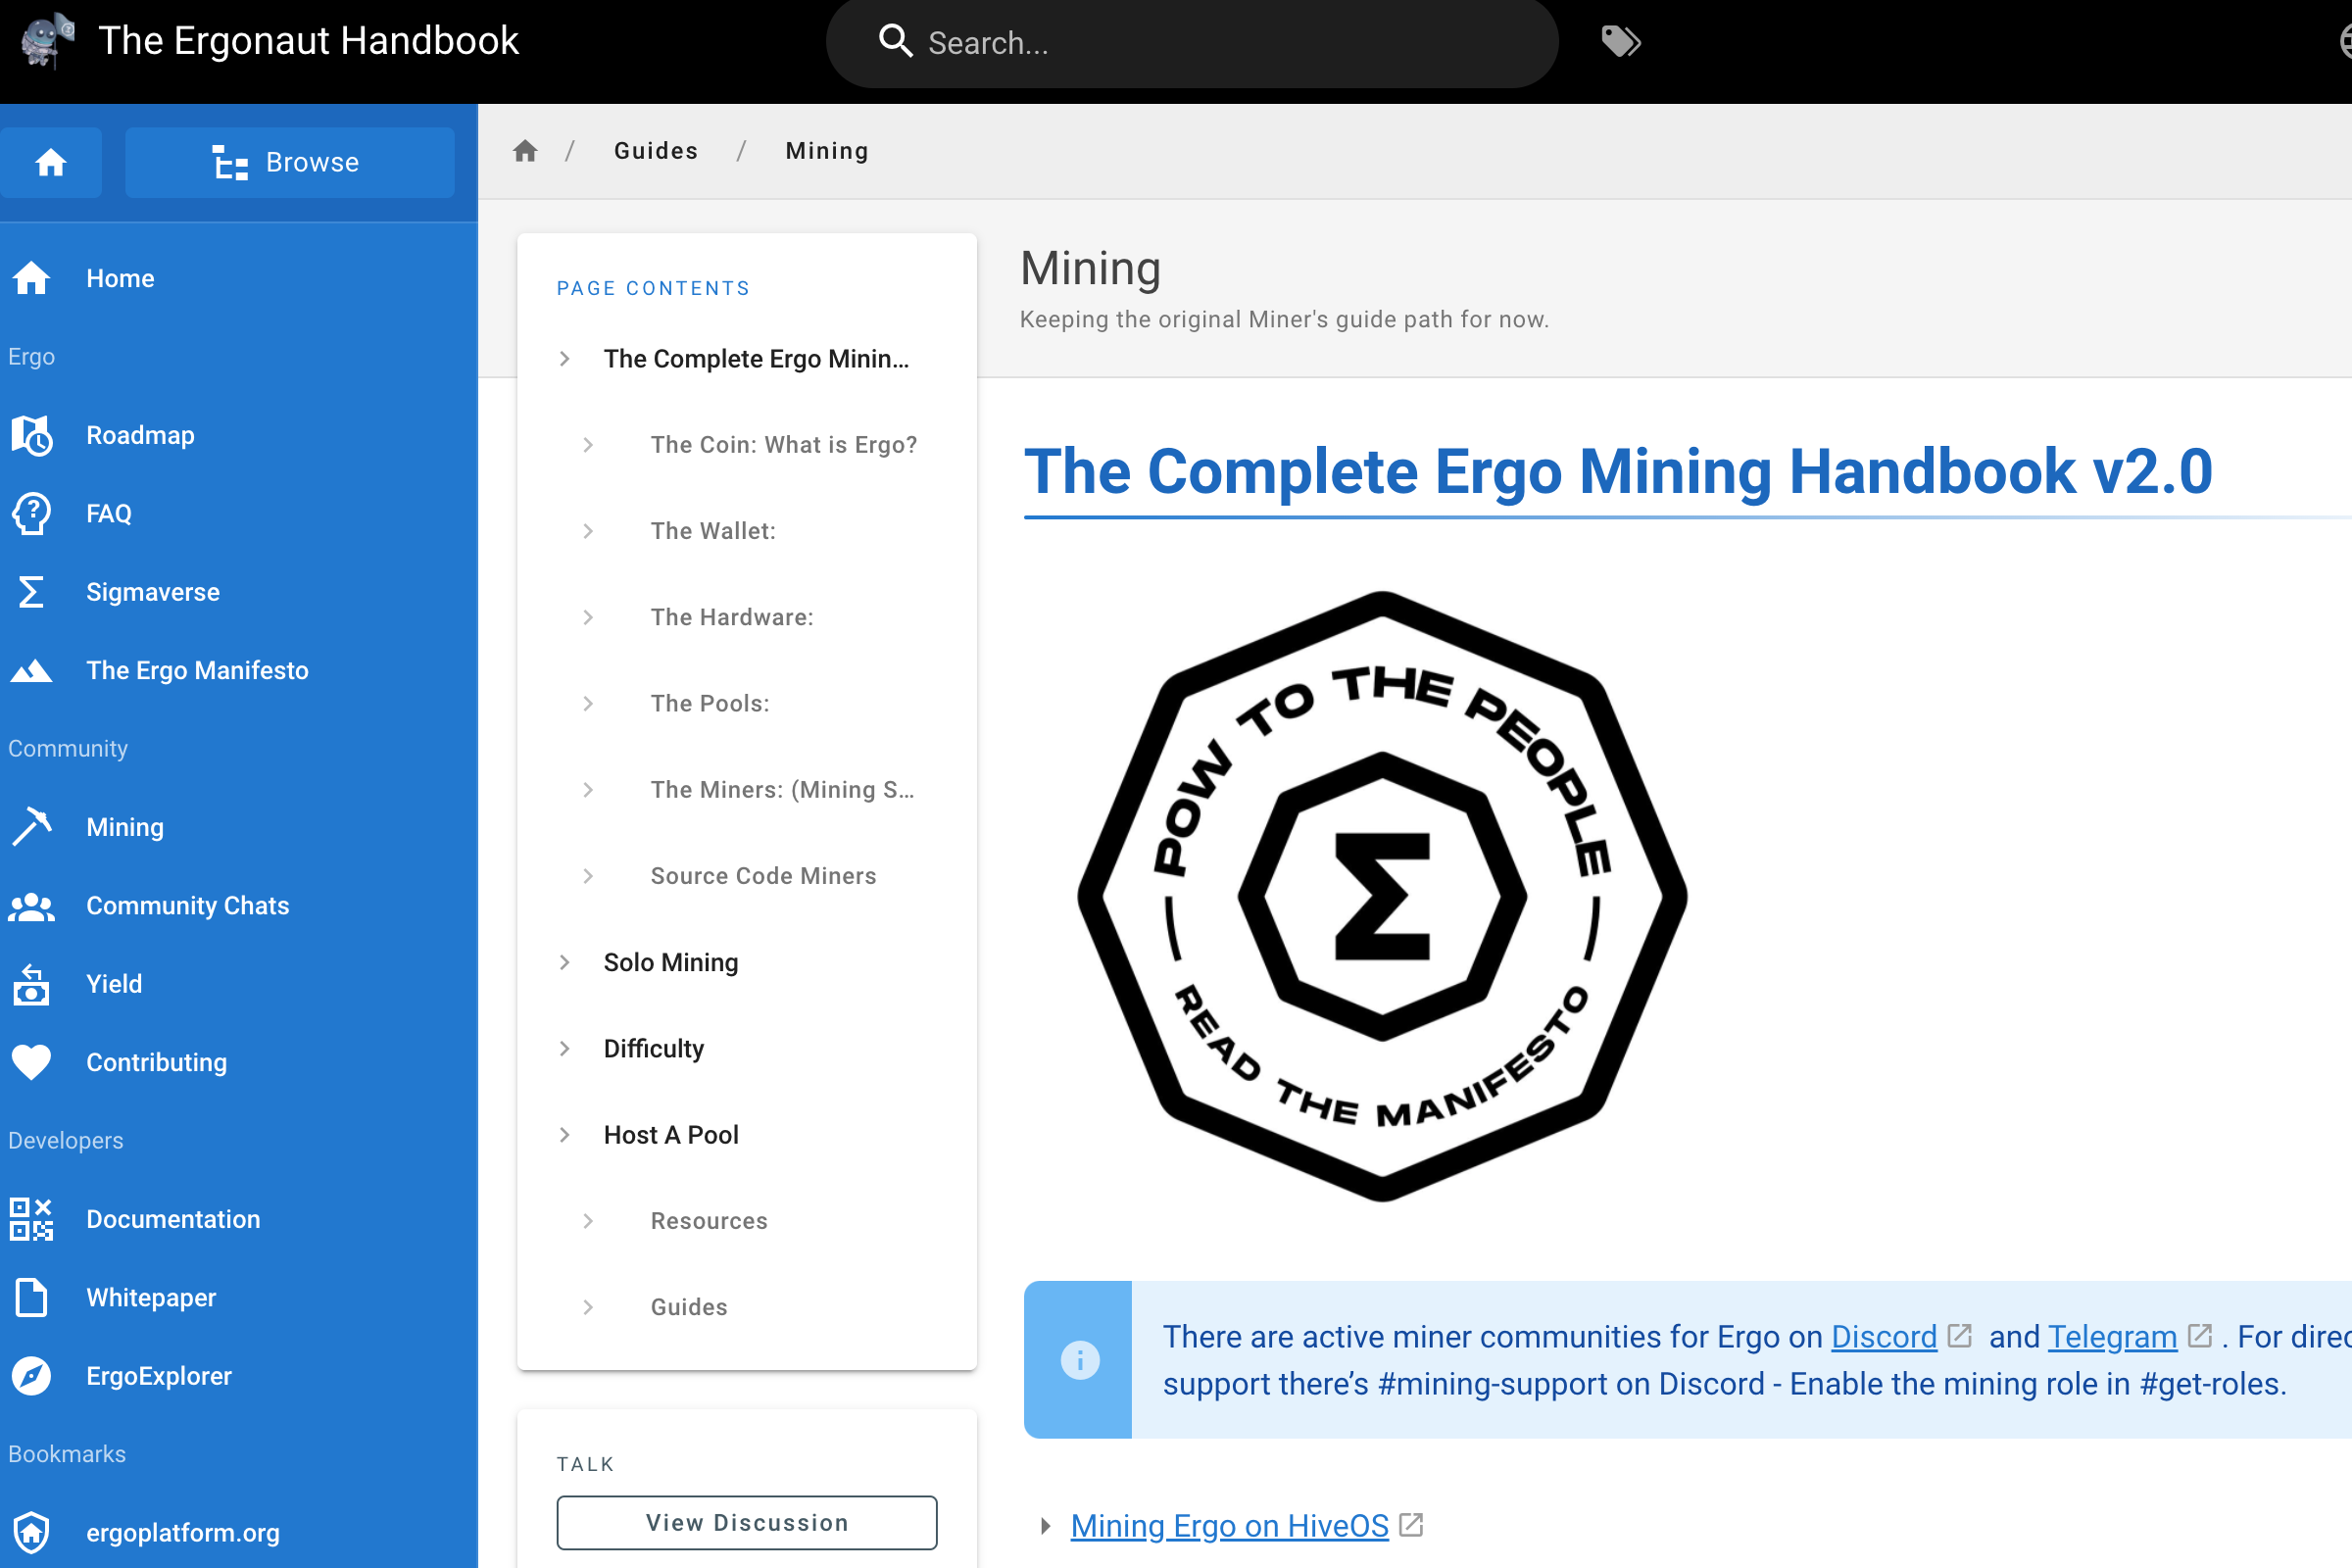 The Ergonaut Handbook
Search...
Browse
Home
Ergo
Roadmap
FAQ
Sigmaverse
The Ergo Manifesto
Community
Mining
Community Chats
Yield
Contributing
Developers
Documentation
Whitepaper
ErgoExplorer
Bookmarks
ergoplatform.org
/ Guides / Mining
PAGE CONTENTS
The Complete Ergo Minin...
The Coin: What is Ergo?
The Wallet:
The Hardware:
The Pools:
The Miners: (Mining S...
Source Code Miners
Solo Mining
Difficulty
Host A Pool
Resources
Guides
TALK
View Discussion
Mining
Keeping the original Miner's guide path for now.
The Complete Ergo Mining Handbook v2.0
POW TO THE PEOPLE
Σ
READ THE MANIFESTO
There are active miner communities for Ergo on Discord and Telegram . For direc
support there’s #mining-support on Discord - Enable the mining role in #get-roles.
Mining Ergo on HiveOS